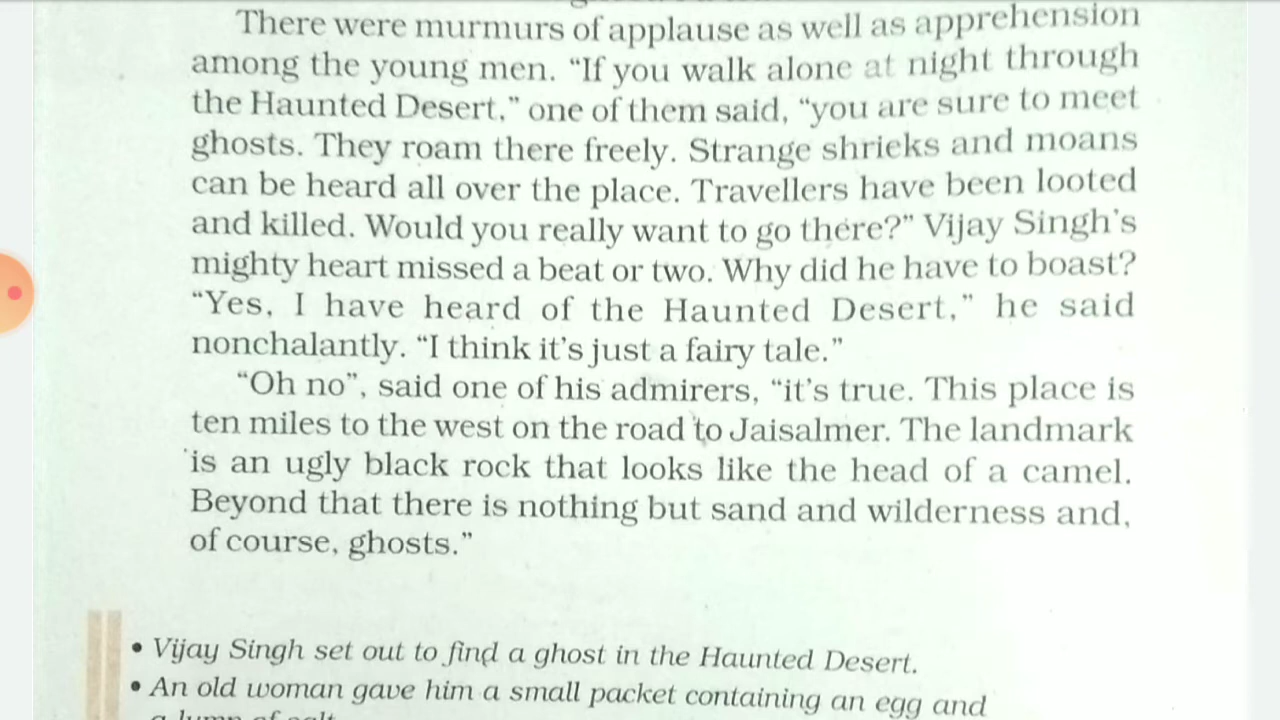 There were murmurs of applause as well as apprehension
among the young men. “If you walk alone at night through
the Haunted Desert,” one of them said, “you are sure to meet
ghosts. They roam there freely. Strange shrieks and moans
can be heard all over the place. Travellers have been looted
and killed. Would you really want to go there?” Vijay Singh’s
mighty heart missed a beat or two. Why did he have to boast?
“Yes, I have heard of the Haunted Desert,” he said
nonchalantly. “I think it’s just a fairy tale.”
“Oh no”, said one of his admirers, “it’s true. This place is
ten miles to the west on the road to Jaisalmer. The landmark
is an ugly black rock that looks like the head of a camel.
Beyond that there is nothing but sand and wilderness and,
of course, ghosts.”
• Vijay Singh set out to find a ghost in the Haunted Desert.
• An old woman gave him a small packet containing an egg and
a lump of salt